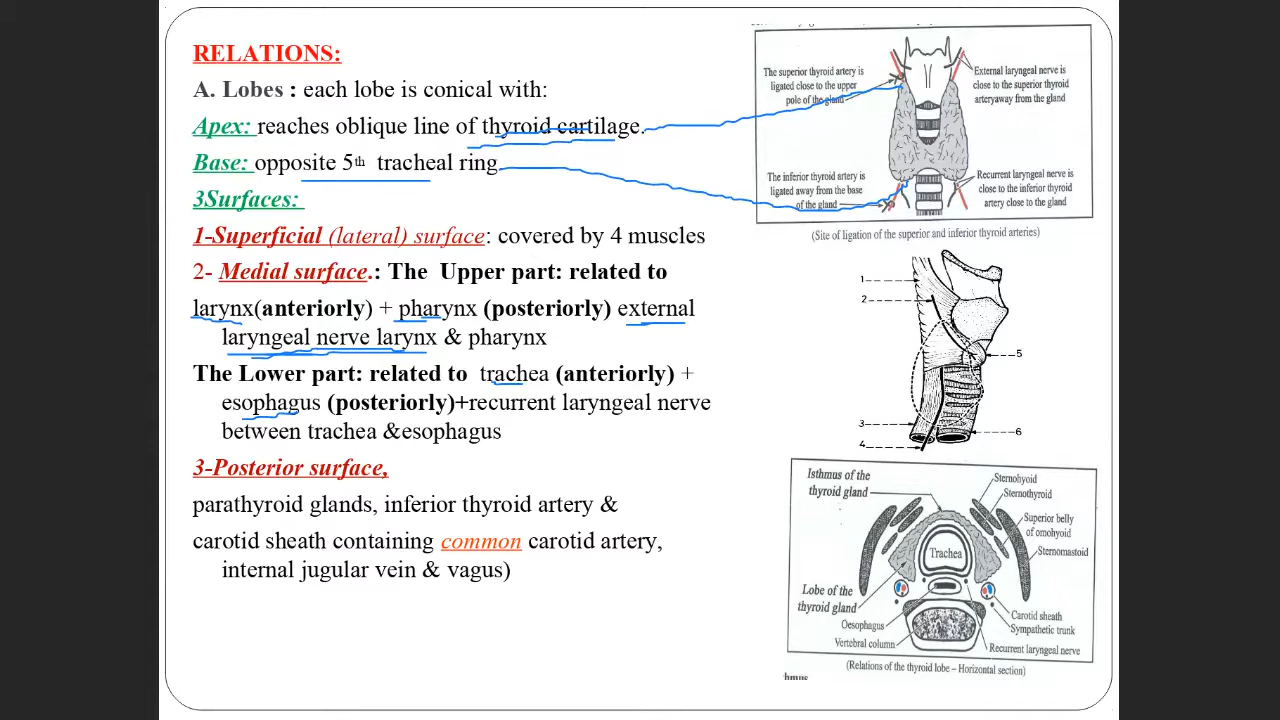 RELATIONS:
A. Lobes : each lobe is conical with:
Apex: reaches oblique line of thyroid cartilage.
Base: opposite 5th tracheal ring.
3Surfaces:
1-Superficial (lateral) surface: covered by 4 muscles
2- Medial surface.: The Upper part: related to
larynx(anteriorly) + pharynx (posteriorly) external
laryngeal nerve larynx & pharynx
The Lower part: related to trachea (anteriorly) +
esophagus (posteriorly)+recurrent laryngeal nerve
between trachea &esophagus
3-Posterior surface,
parathyroid glands, inferior thyroid artery &
carotid sheath containing common carotid artery,
internal jugular vein & vagus)
The superior thyroid artery is
ligated close to the upper
pole of the gland
External laryngeal nerve is
close to the superior thyroid
arteryaway from the gland
The inferior thyroid artery is
ligated away from the base
of the gland
Recurrent laryngeal nerve is
close to the inferior thyroid
artery close to the gland
(Site of ligation of the superior and inferior thyroid arteries)
1
2
3
4
5
6
Isthmus of the
thyroid gland
Sternohyoid
Sternothyroid
Superior belly
of omohyoid
Sternomastoid
Trachea
Lobe of the
thyroid gland
Oesophagus
Vertebral column
Carotid sheath
Sympathetic trunk
Recurrent laryngeal nerve
(Relations of the thyroid lobe – Horizontal section)